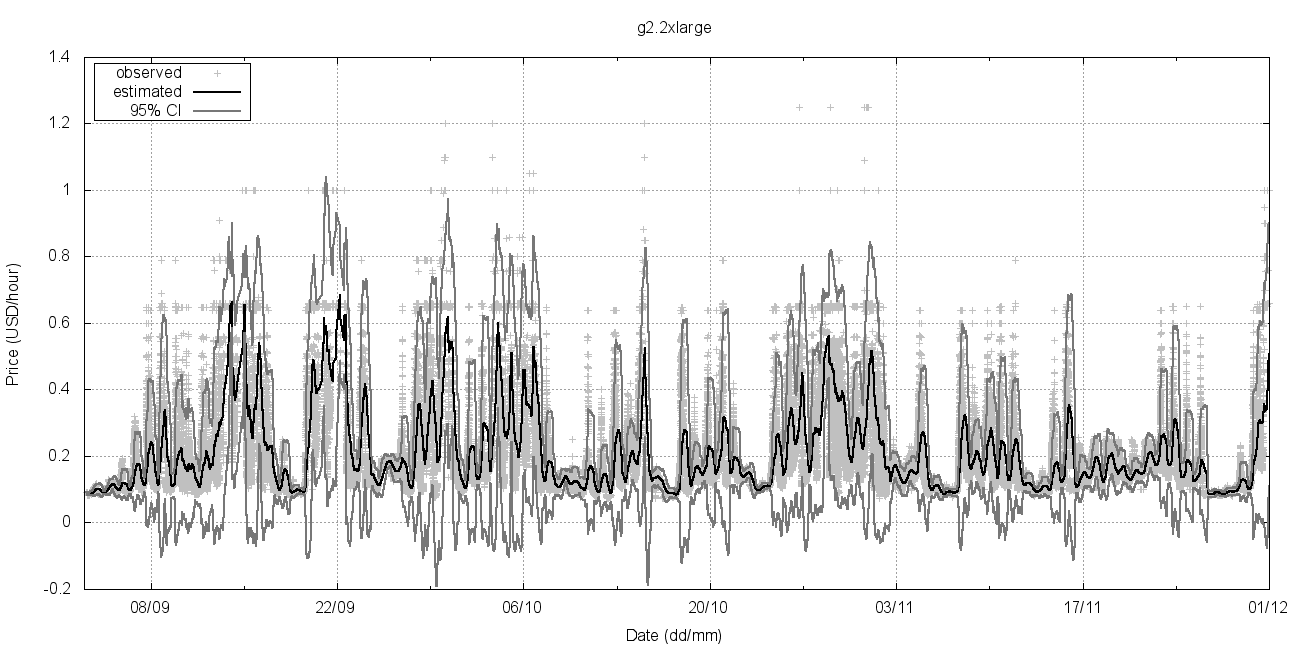 g2.2xlarge
1.4
1.2
1
0.8
0.6
0.4
0.2
0
-0.2
observed
estimated
95% CI
Price (USD/hour)
08/09 22/09 06/10 20/10 03/11 17/11 01/12
Date (dd/mm)